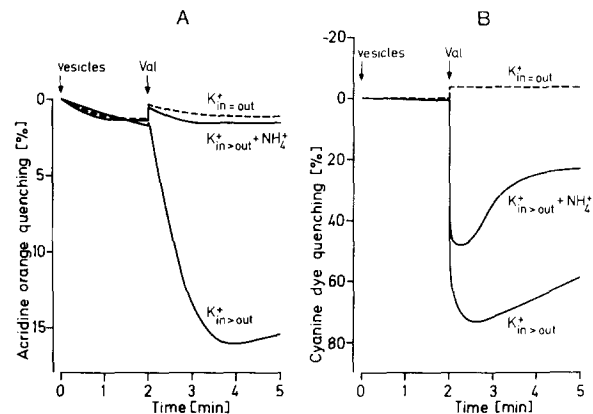 A
vesicles
Val
0
5
10
15
Acridine orange quenching [%]
K⁺in=out
K⁺in>out + NH₄⁺
K⁺in>out
0 1 2 3 4 5
Time [min]
B
vesicles
Val
-20
0
20
40
60
80
Cyanine dye quenching [%]
K⁺in=out
K⁺in>out + NH₄⁺
K⁺in>out
0 1 2 3 4 5
Time [min]